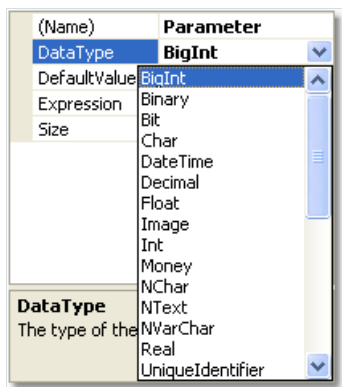 (Name) Parameter
DataType BigInt
DefaultValue BigInt
Binary
Expression
Bit
Size
Char
DateTime
Decimal
Float
Image
Int
Money
NChar
DataType
NText
The type of the
NVarChar
Real
UniqueIdentifier